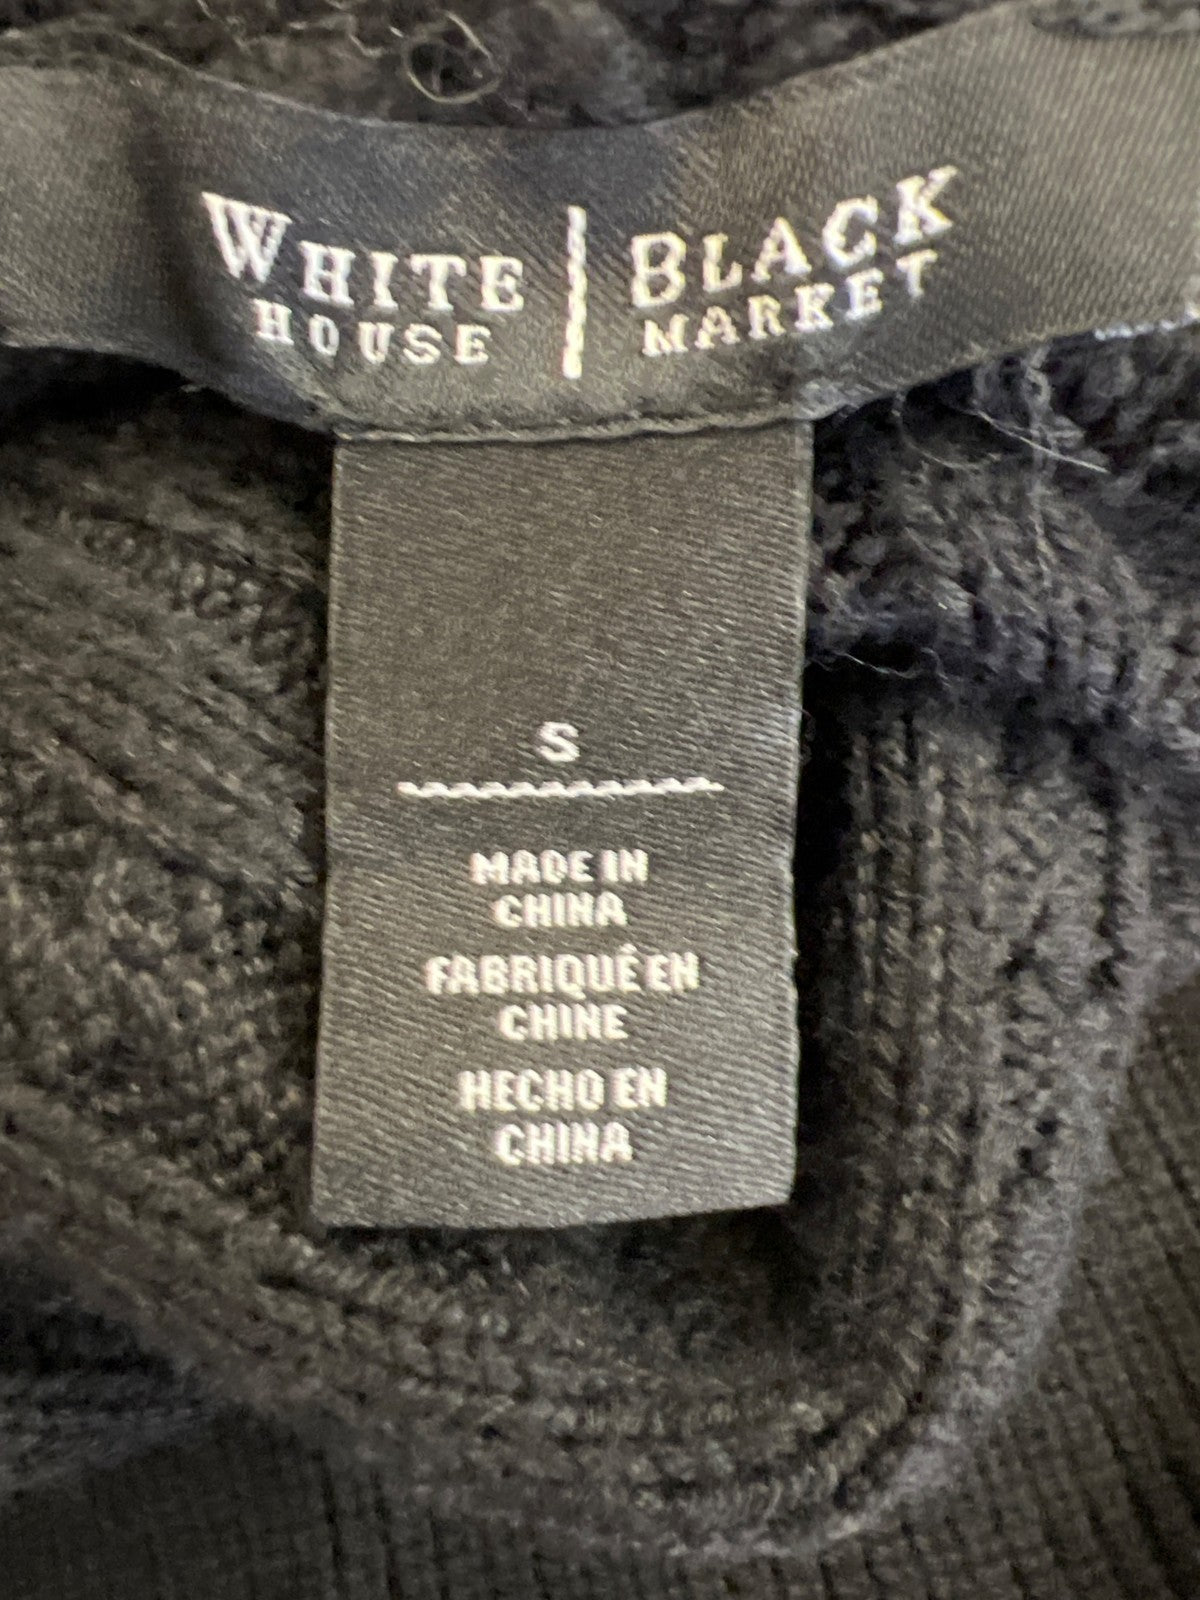 WHITE | BLACK
HOUSE | MARKET
S
MADE IN
CHINA
FABRIQUÉ EN
CHINE
HECHO EN
CHINA